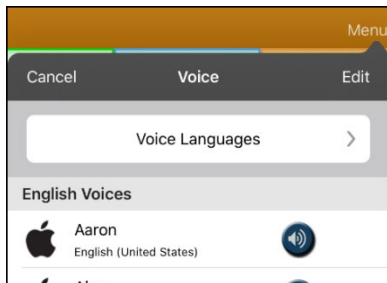 Menu
Cancel Voice Edit
Voice Languages
English Voices
Aaron
English (United States)